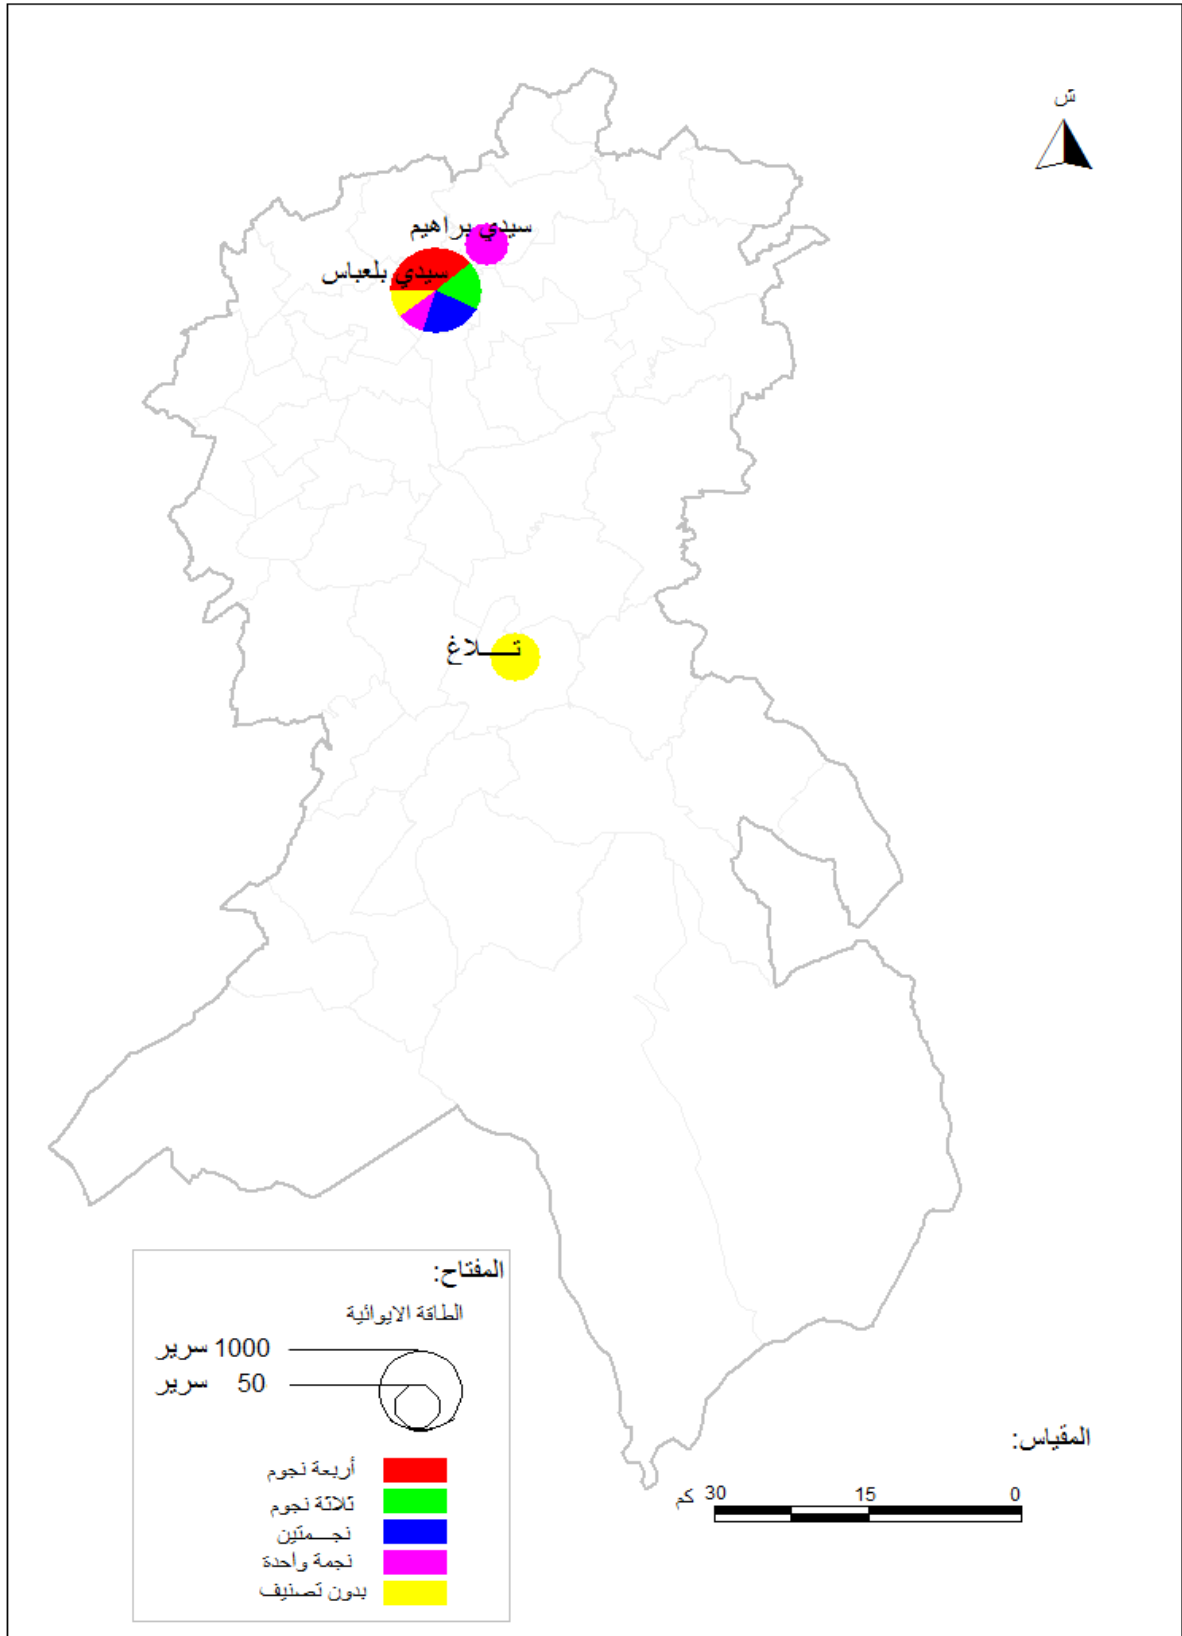 ش
سيدي براهيم
سيدي بلعباس
تـــــلاغ
المفتاح:
الطاقة الايوائية
1000 سرير
50 سرير
أربعة نجوم
ثلاثة نجوم
نجـــمتين
نجمة واحدة
بدون تصنيف
المقياس:
كم 30 15 0